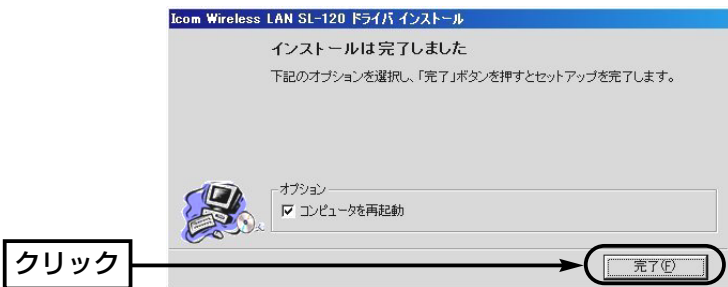 Icom Wireless LAN SL-120 ドライバ インストール
インストールは完了しました
下記のオプションを選択し、「完了」ボタンを押すとセットアップを完了します。
オプション
コンピュータを再起動
クリック
完了(F)